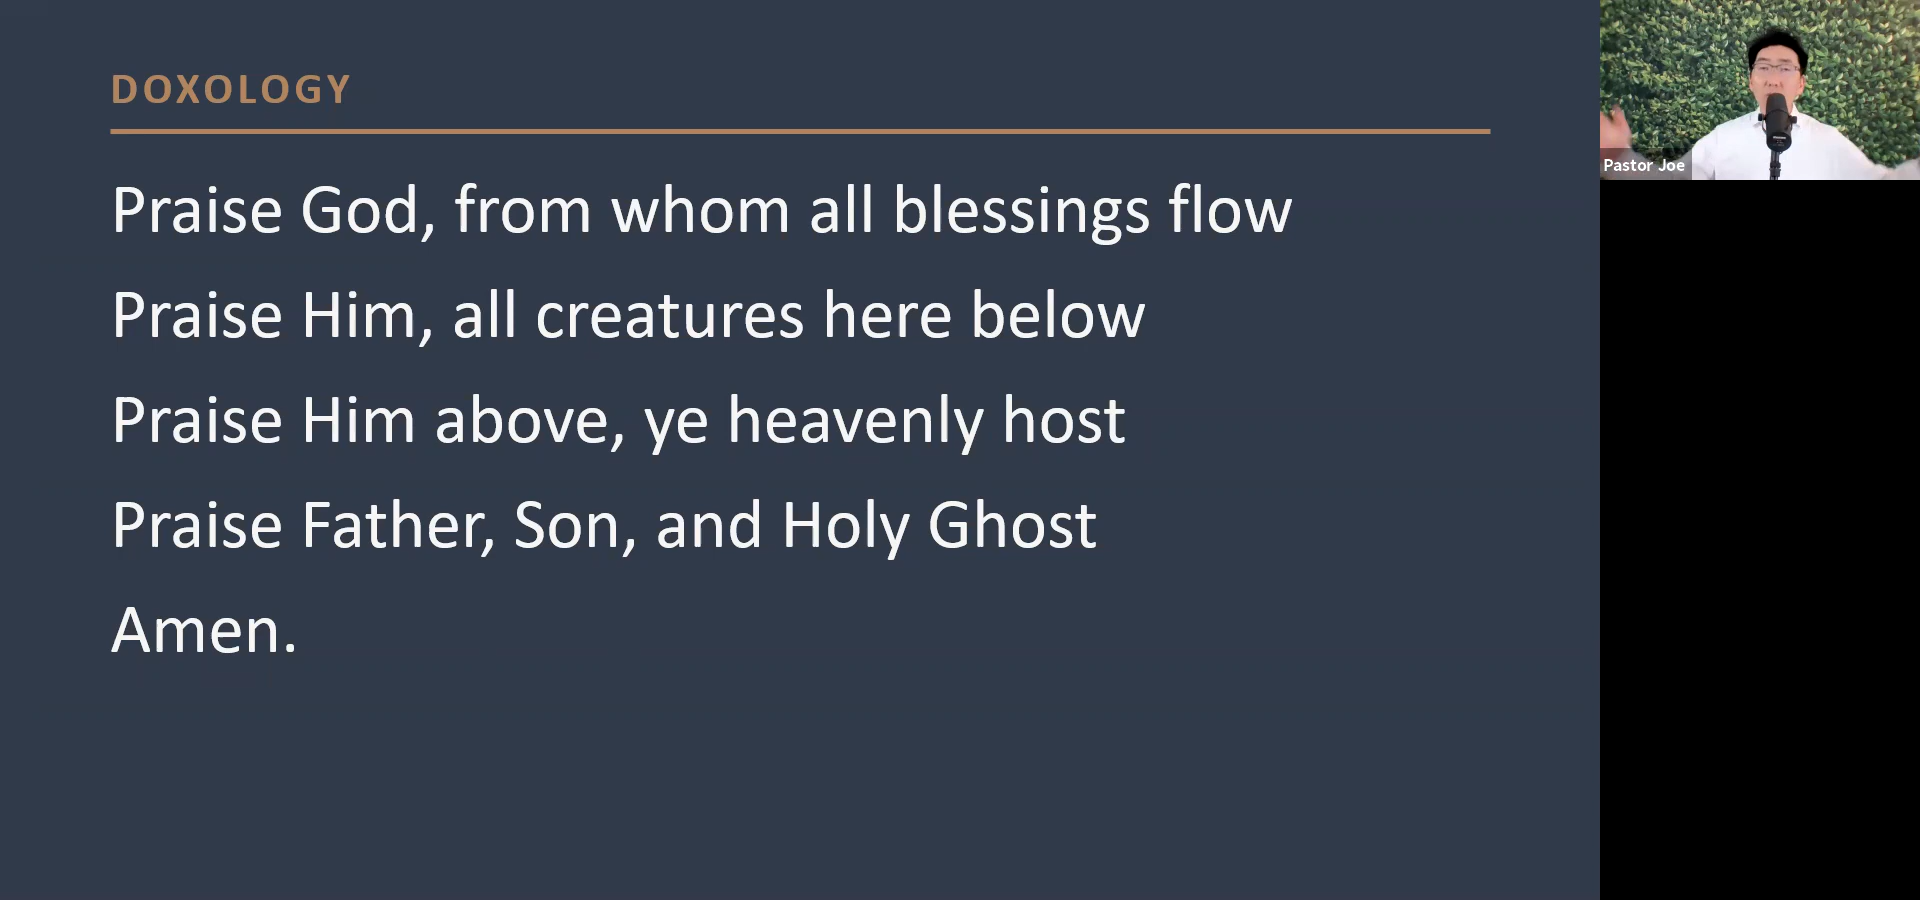 DOXOLOGY
Praise God, from whom all blessings flow
Praise Him, all creatures here below
Praise Him above, ye heavenly host
Praise Father, Son, and Holy Ghost
Amen.
Pastor Joe